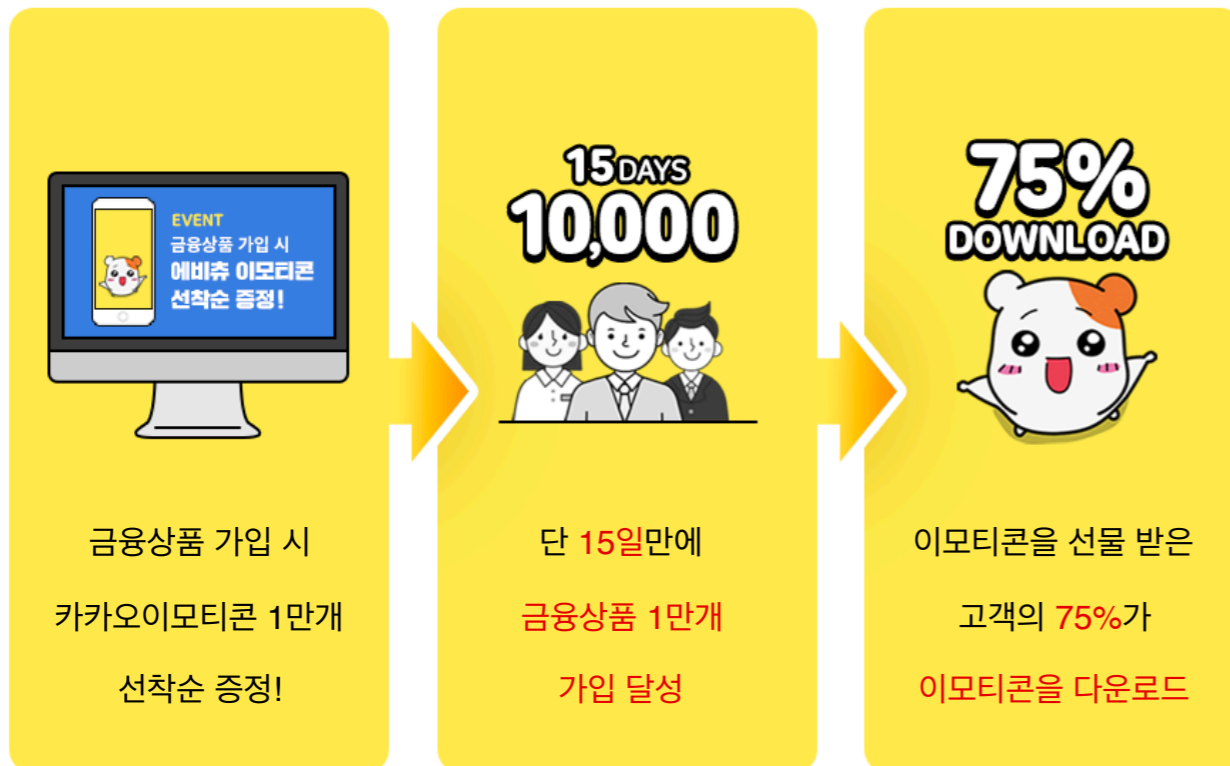 EVENT
금융상품 가입 시
에비츄 이모티콘
선착순 증정!
금융상품 가입 시
카카오이모티콘 1만개
선착순 증정!
15 DAYS
10,000
단 15일만에
금융상품 1만개
가입 달성
75%
DOWNLOAD
이모티콘을 선물 받은
고객의 75%가
이모티콘을 다운로드